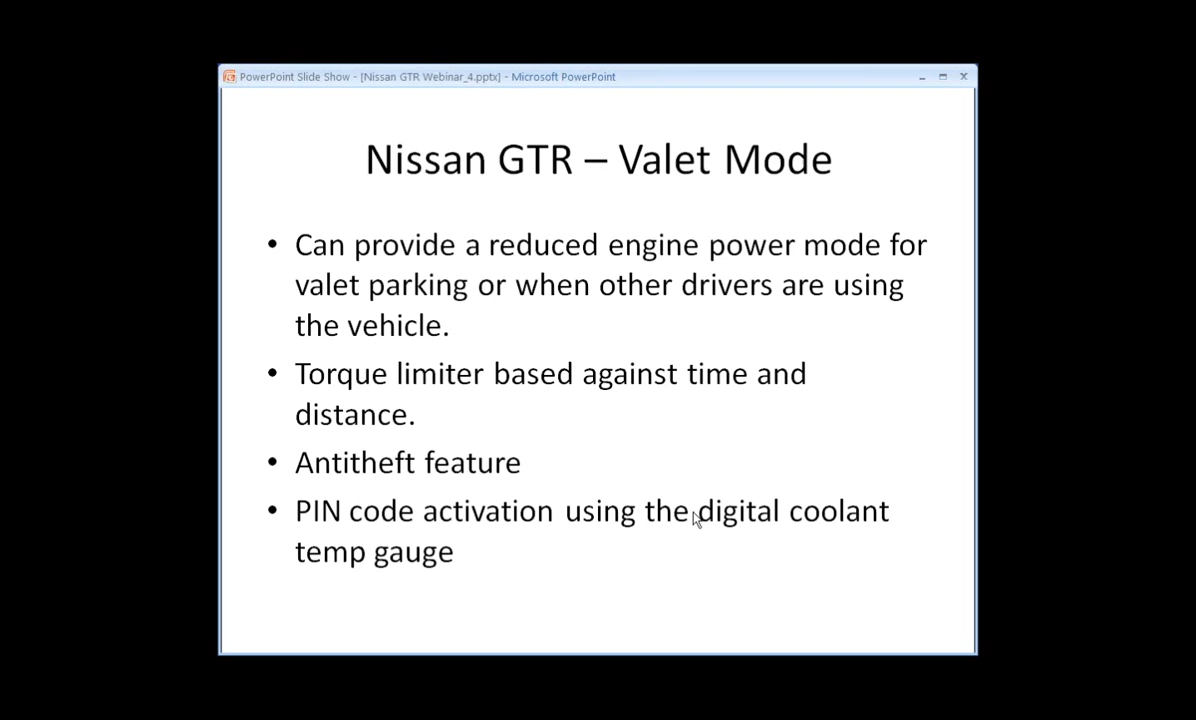 PowerPoint Slide Show - [Nissan GTR Webinar_4.pptx] - Microsoft PowerPoint
Nissan GTR – Valet Mode
• Can provide a reduced engine power mode for
valet parking or when other drivers are using
the vehicle.
• Torque limiter based against time and
distance.
• Antitheft feature
• PIN code activation using the digital coolant
temp gauge